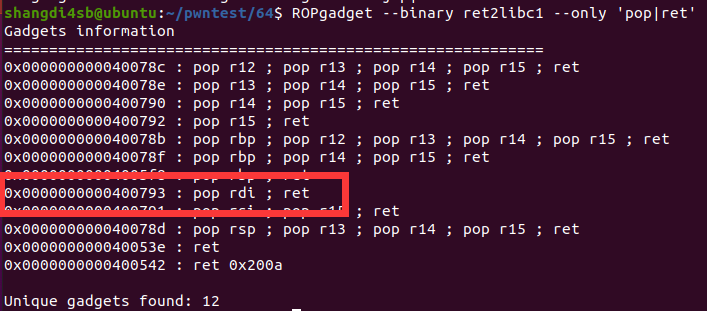 shangdi4sb@ubuntu:~/pwntest/64$ ROPgadget --binary ret2libc1 --only 'pop|ret'
Gadgets information
============================================================
0x000000000040078c : pop r12 ; pop r13 ; pop r14 ; pop r15 ; ret
0x000000000040078e : pop r13 ; pop r14 ; pop r15 ; ret
0x0000000000400790 : pop r14 ; pop r15 ; ret
0x0000000000400792 : pop r15 ; ret
0x000000000040078b : pop rbp ; pop r12 ; pop r13 ; pop r14 ; pop r15 ; ret
0x000000000040078f : pop rbp ; pop r14 ; pop r15 ; ret
ret
0x0000000000400793 : pop rdi ; ret
0x0000000000400791 : pop rsi ; pop r15 ; ret
0x000000000040078d : pop rsp ; pop r13 ; pop r14 ; pop r15 ; ret
0x000000000040053e : ret
0x0000000000400542 : ret 0x200a
Unique gadgets found: 12